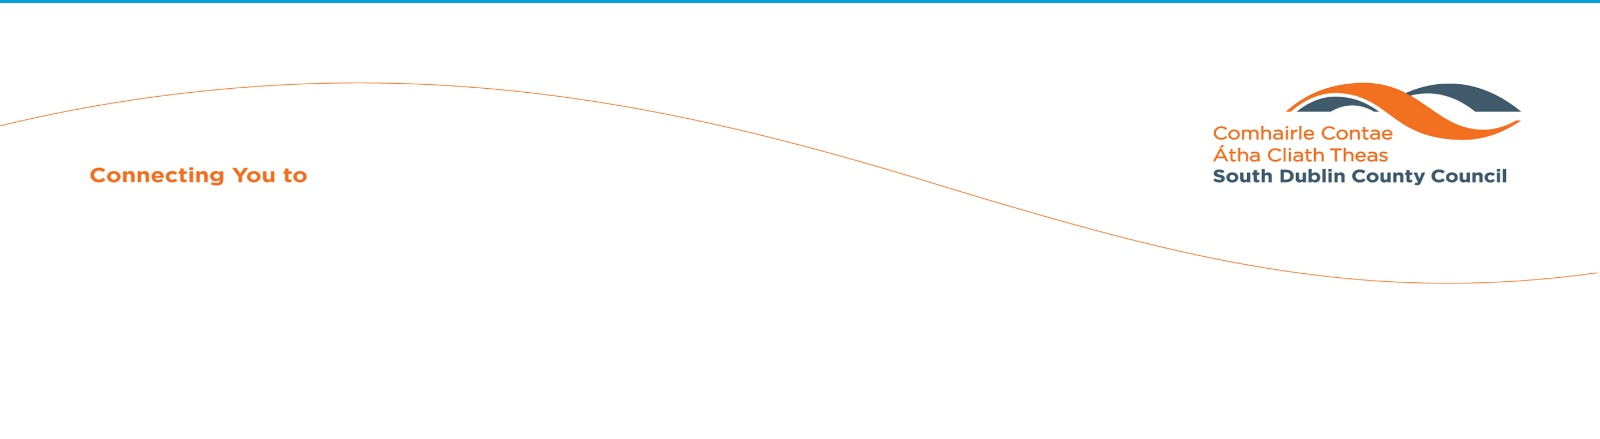 Connecting You to
Comhairle Contae
Átha Cliath Theas
South Dublin County Council